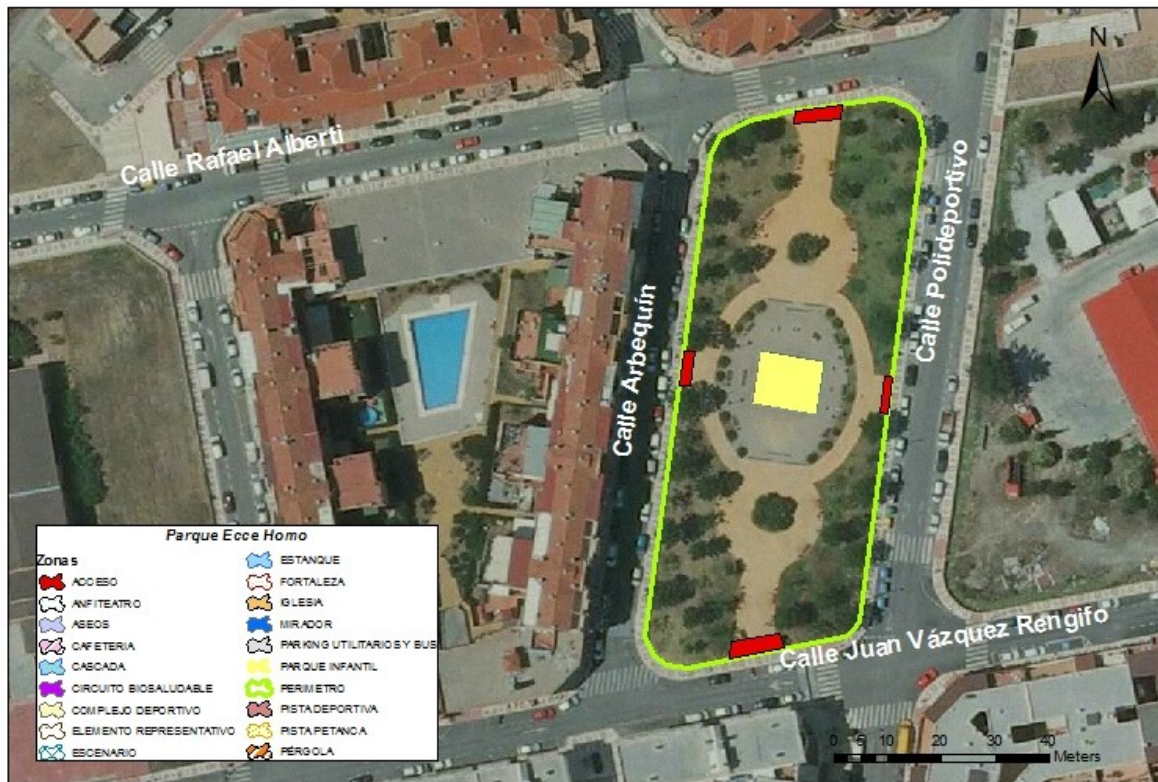 N
Calle Rafael Alberti
Calle Polideportivo
Calle Arbequín
Calle Juan Vázquez Rengifo
Parque Ecce Homo
Zonas
ACCESO
ANFITEATRO
ASEOS
CAFETERIA
CASCADA
CIRCUITO BIOSALUDABLE
COMPLEJO DEPORTIVO
ELEMENTO REPRESENTATIVO
ESCENARIO
ESTANQUE
FORTALEZA
IGLESIA
MIRADOR
PARKING UTILITARIOS Y BUS
PARQUE INFANTIL
PERIMETRO
PISTA DEPORTIVA
PISTA PETANCA
PÉRGOLA
0 5 10 20 30 40
Meters